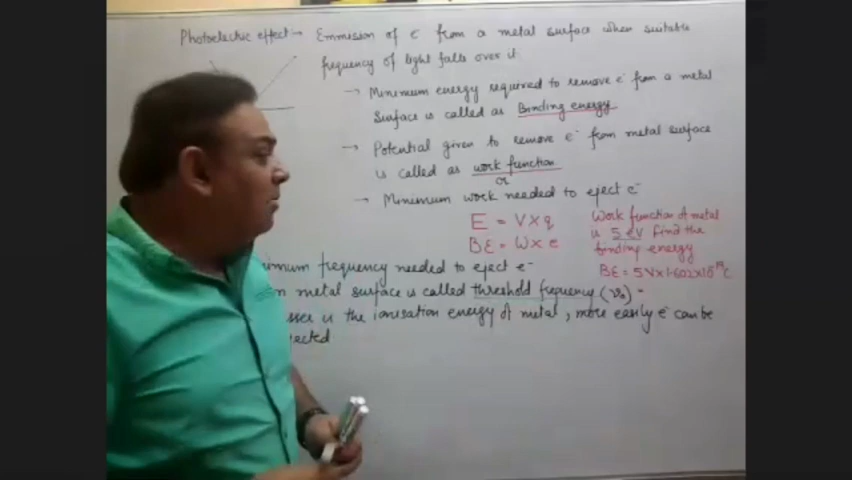 Photoelectric effect → Emmision of e⁻ from a metal surface when suitable
frequency of light falls over it
→ Minimum energy required to remove e⁻ from a metal
Surface is called as Binding energy
→ Potential given to remove e⁻ from metal surface
is called as work function
or
→ Minimum work needed to eject e⁻
E = V x q
BE = W x e
Work function of metal
is 5 eV find the
binding energy
BE = 5V x 1.602 x 10⁻¹⁹ C
imum frequency needed to eject e⁻
metal surface is called threshold frequency (ν₀)
sser is the ionisation energy of metal, more easily e⁻ can be
ected